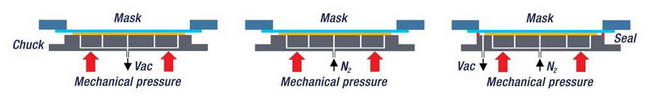 Mask
Chuck
Vac
Mechanical pressure
Mask
N₂
Mechanical pressure
Mask
Seal
Vac
N₂
Mechanical pressure